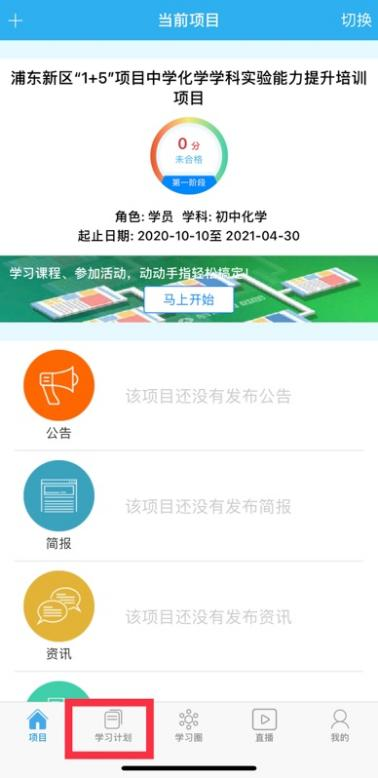 当前项目
切换
浦东新区“1+5”项目中学化学学科实验能力提升培训
项目
0 分
未合格
第一阶段
角色: 学员 学科: 初中化学
起止日期: 2020-10-10至 2021-04-30
学习课程、参加活动，动动手指轻松搞定！
马上开始
该项目还没有发布公告
公告
该项目还没有发布简报
简报
该项目还没有发布资讯
资讯
项目
学习计划
学习圈
直播
我的